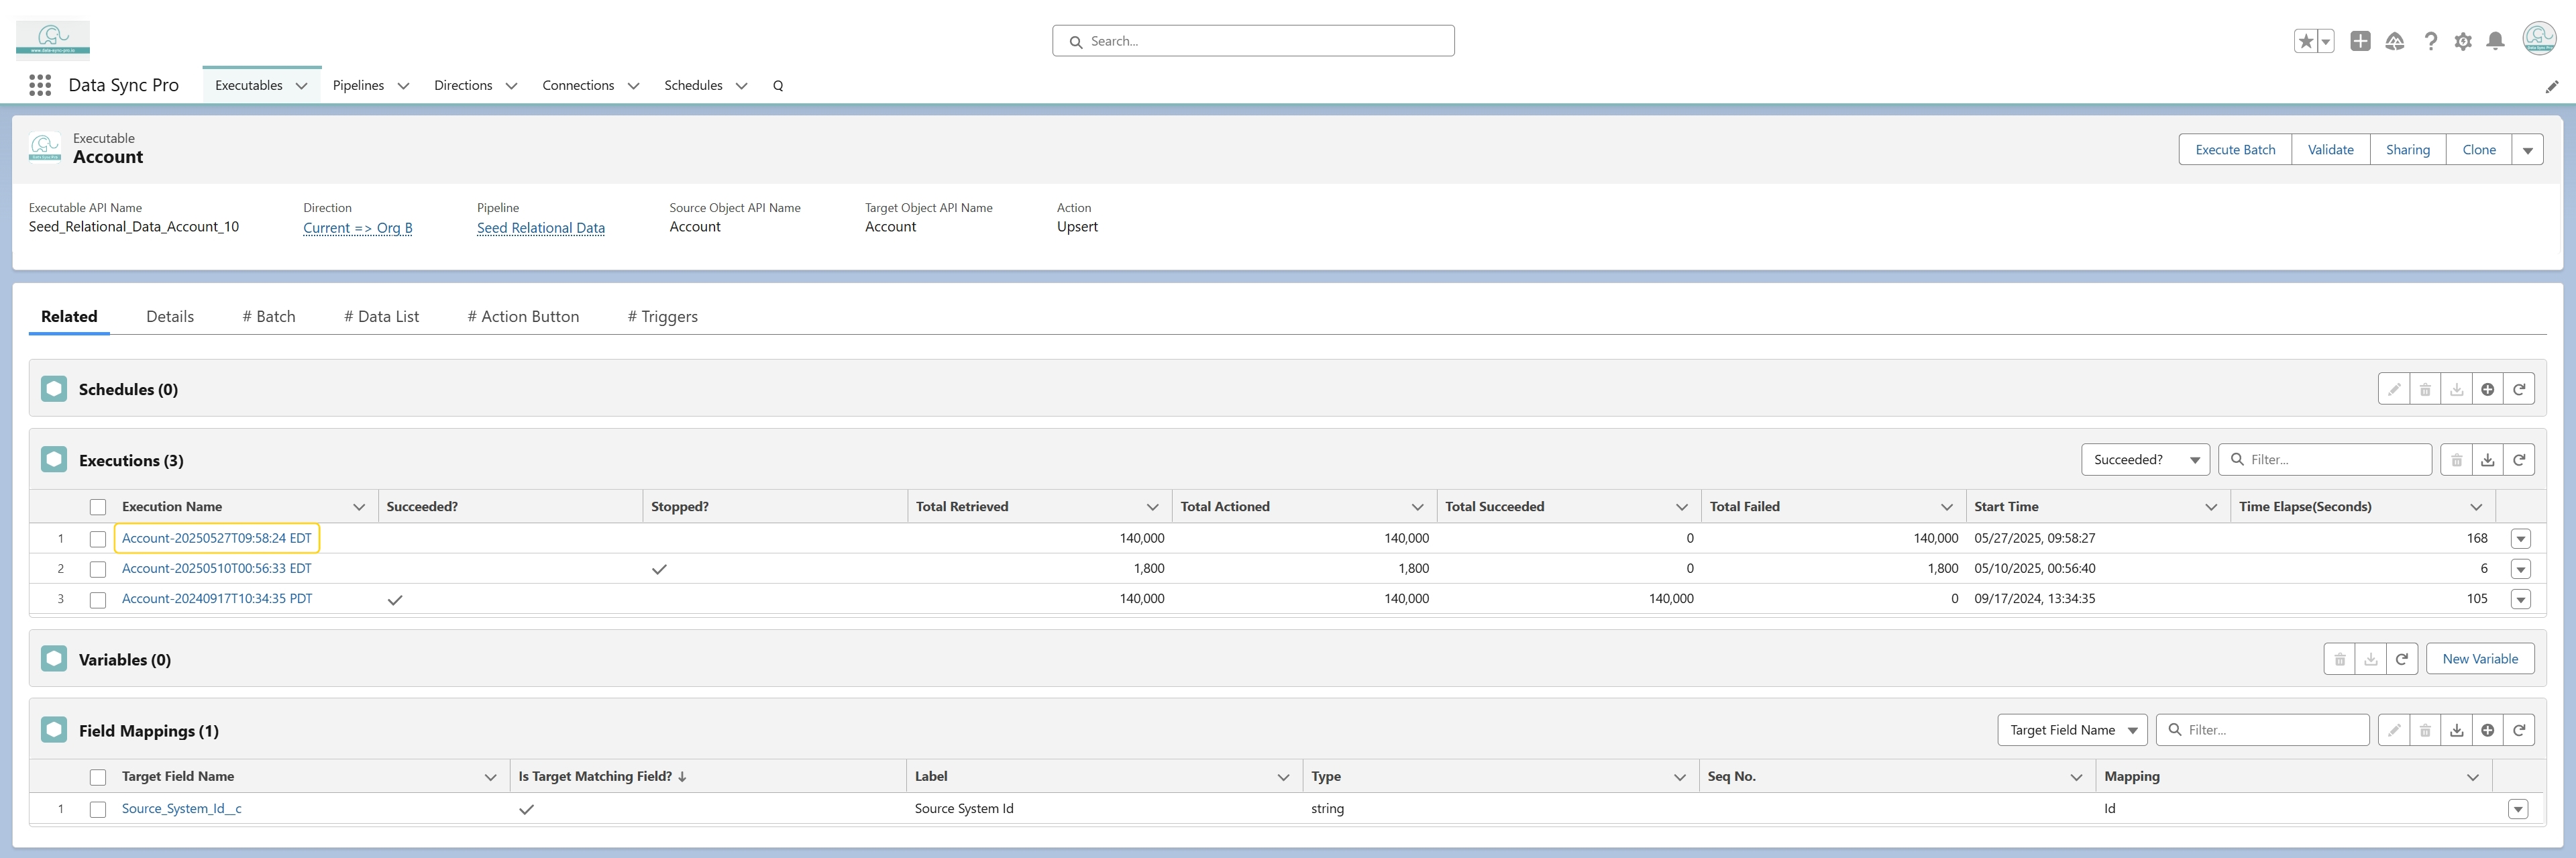 www.data-sync-pro.io
Search...
Data Sync Pro
Executables
Pipelines
Directions
Connections
Schedules
Q
Executable
Account
Execute Batch
Validate
Sharing
Clone
Executable API Name
Direction
Pipeline
Source Object API Name
Target Object API Name
Action
Seed_Relational_Data_Account_10
Current => Org B
Seed Relational Data
Account
Account
Upsert
Related
Details
# Batch
# Data List
# Action Button
# Triggers
Schedules (0)
Executions (3)
Succeeded?
Filter...
Execution Name Succeeded? Stopped? Total Retrieved Total Actioned Total Succeeded Total Failed Start Time Time Elapse(Seconds)
1 Account-20250527T09:58:24 EDT 140,000 140,000 0 140,000 05/27/2025, 09:58:27 168
2 Account-20250510T00:56:33 EDT 1,800 1,800 0 1,800 05/10/2025, 00:56:40 6
3 Account-20240917T10:34:35 PDT 140,000 140,000 140,000 0 09/17/2024, 13:34:35 105
Variables (0)
New Variable
Field Mappings (1)
Target Field Name
Filter...
Target Field Name Is Target Matching Field? Label Type Seq No. Mapping
1 Source_System_Id__c Source System Id string Id